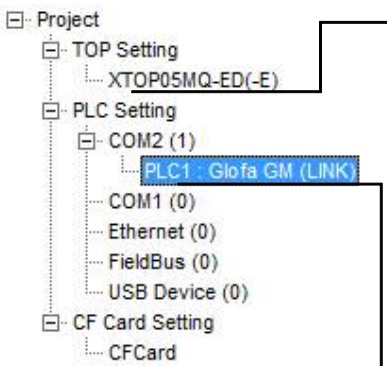 Project
TOP Setting
XTOP05MQ-ED(-E)
PLC Setting
COM2 (1)
PLC1 : Glofa GM (LINK)
COM1 (0)
Ethernet (0)
FieldBus (0)
USB Device (0)
CF Card Setting
CFCard